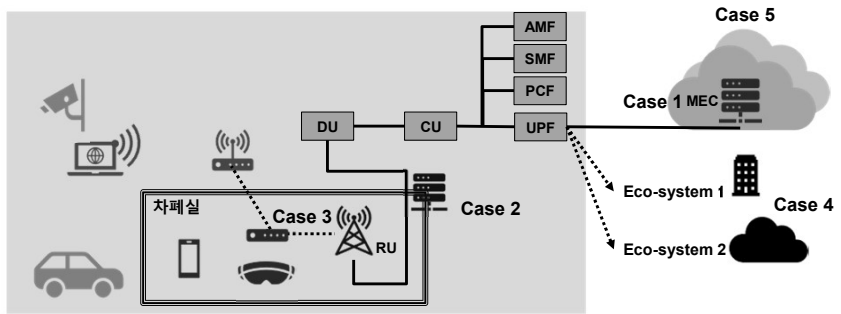 Case 5
AMF
SMF
PCF
Case 1 MEC
DU
CU
UPF
Eco-system 1
Case 2
Case 4
차폐실
Case 3
RU
Eco-system 2